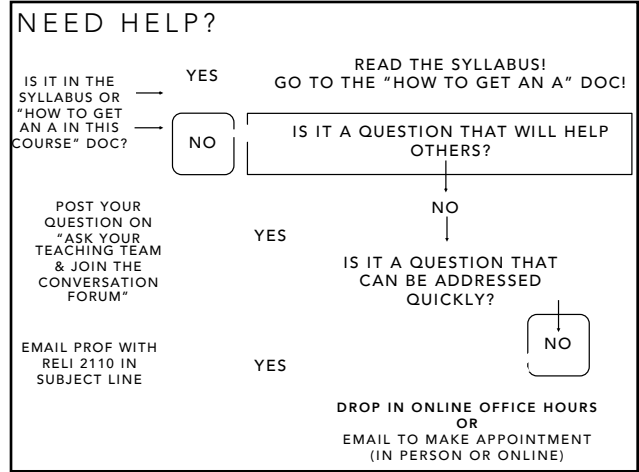 NEED HELP?
IS IT IN THE
SYLLABUS OR
"HOW TO GET
AN A IN THIS
COURSE" DOC?
YES
READ THE SYLLABUS!
GO TO THE "HOW TO GET AN A" DOC!
NO
IS IT A QUESTION THAT WILL HELP
OTHERS?
POST YOUR
QUESTION ON
"ASK YOUR
TEACHING TEAM
& JOIN THE
CONVERSATION
FORUM"
YES
NO
IS IT A QUESTION THAT
CAN BE ADDRESSED
QUICKLY?
EMAIL PROF WITH
RELI 2110 IN
SUBJECT LINE
YES
NO
DROP IN ONLINE OFFICE HOURS
OR
EMAIL TO MAKE APPOINTMENT
(IN PERSON OR ONLINE)